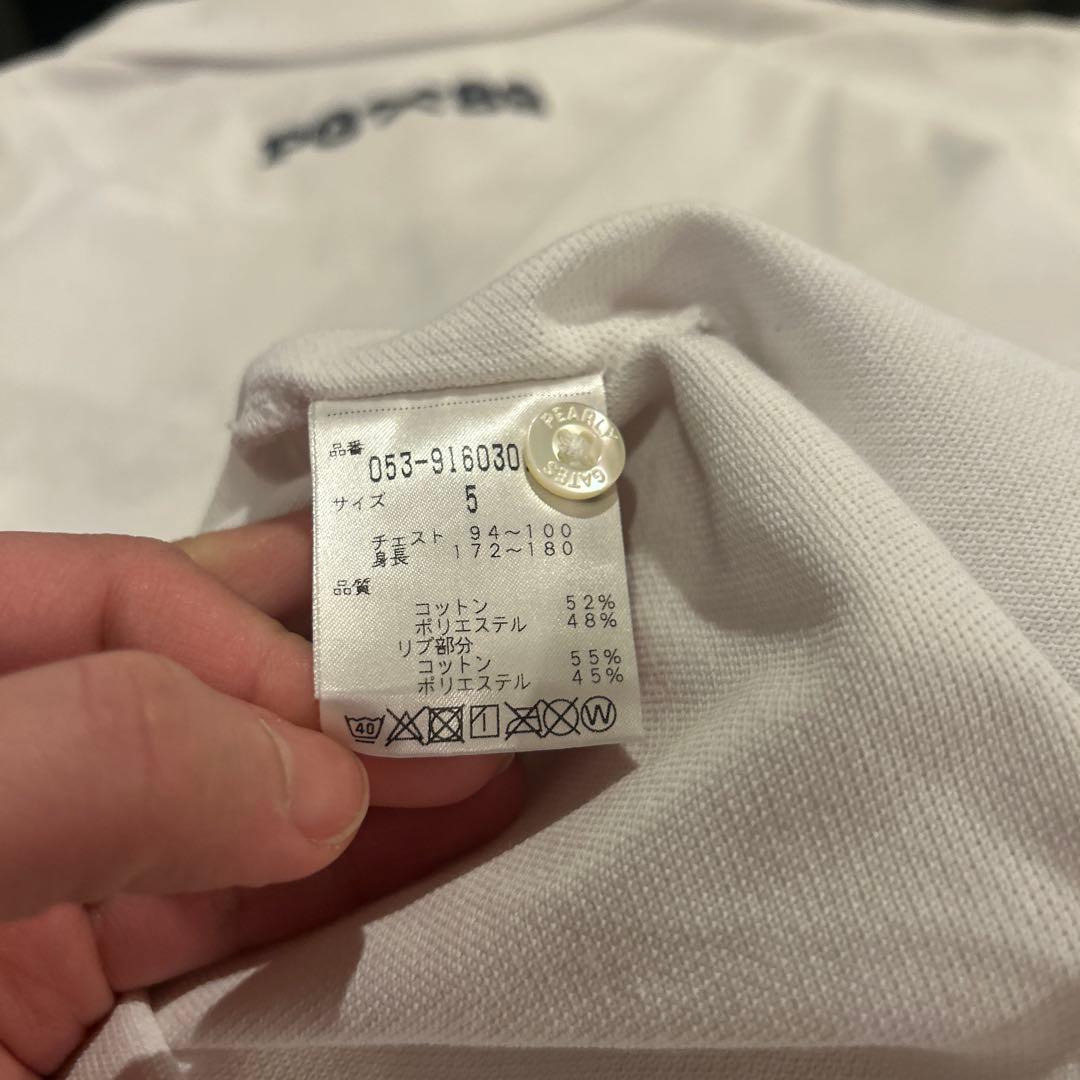 品番
053-916030
PEARLY
GATES
サイズ 5
チェスト 94～100
身長 172～180
品質
コットン 52%
ポリエステル 48%
リブ部分
コットン 55%
ポリエステル 45%
40
W